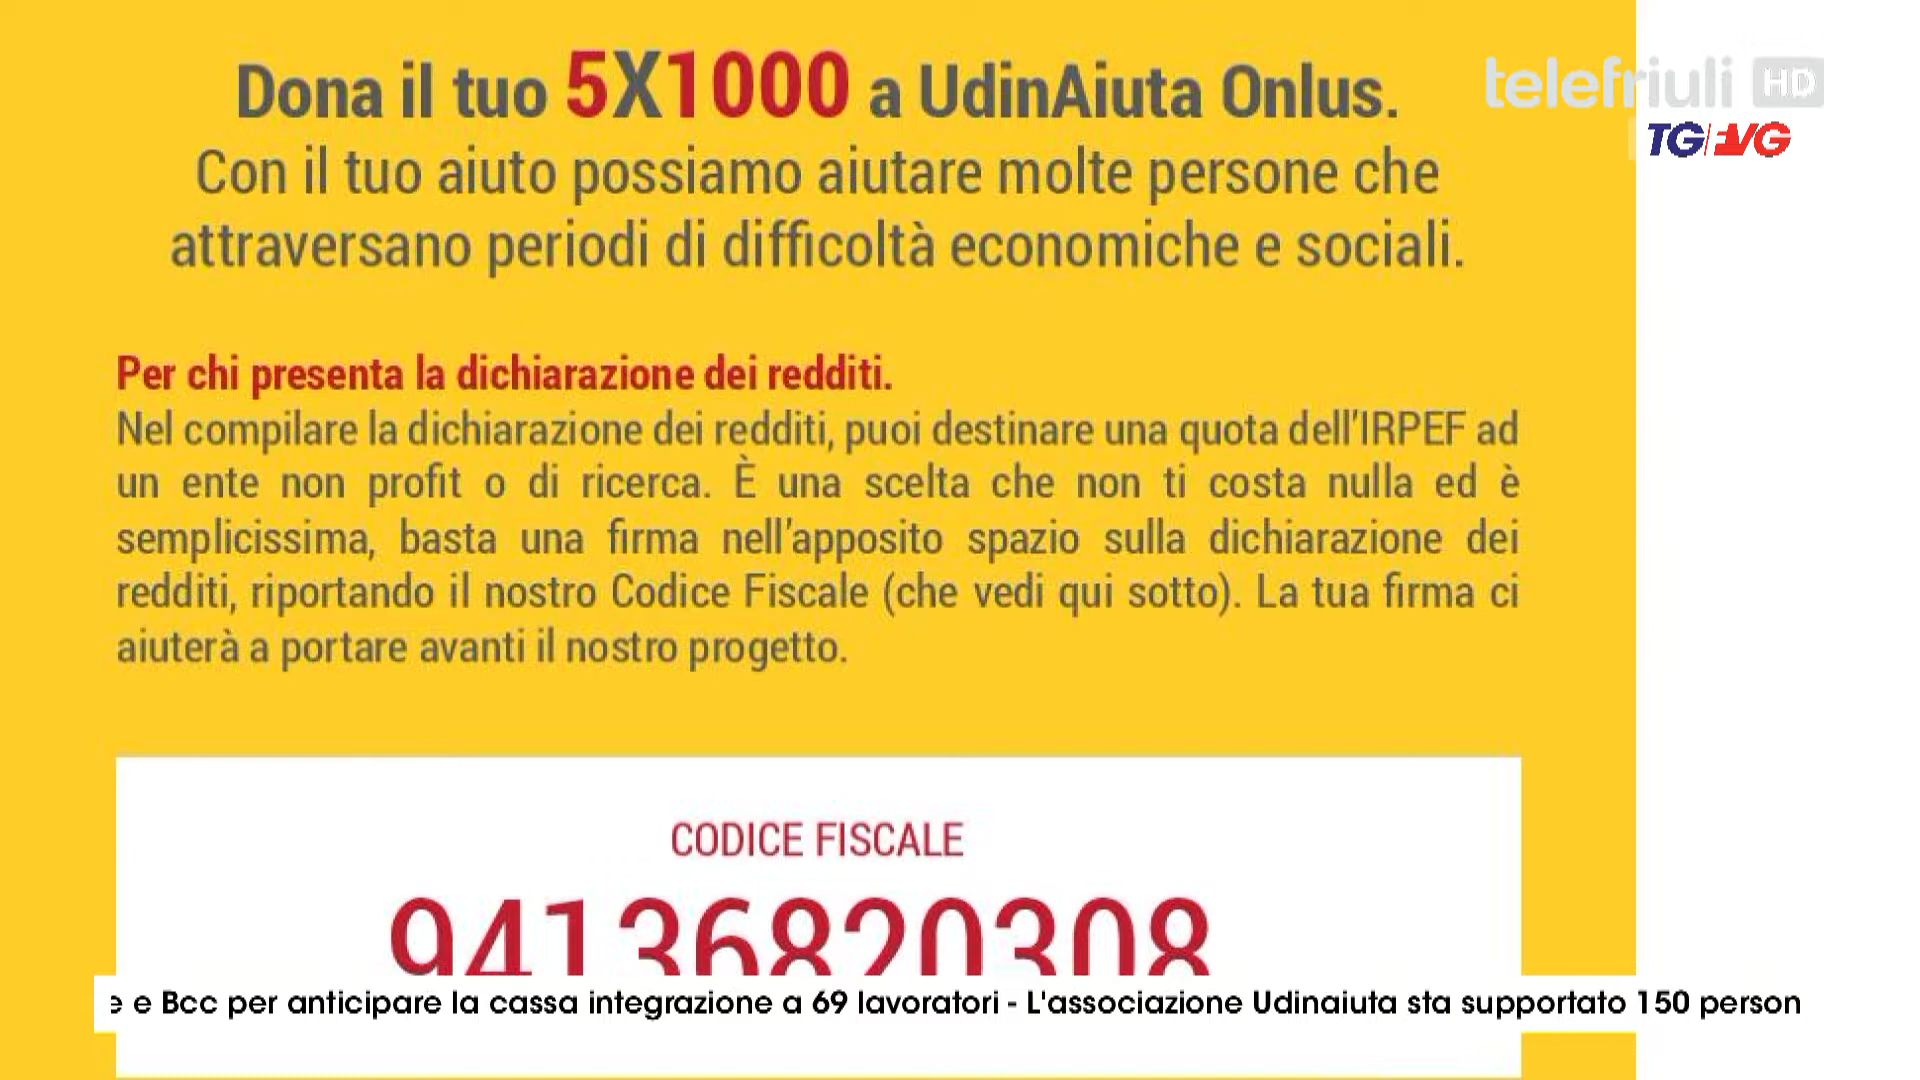 Dona il tuo 5X1000 a UdinAiuta Onlus.
Con il tuo aiuto possiamo aiutare molte persone che
attraversano periodi di difficoltà economiche e sociali.
telefriuli HD
TG FVG
Per chi presenta la dichiarazione dei redditi.
Nel compilare la dichiarazione dei redditi, puoi destinare una quota dell'IRPEF ad
un ente non profit o di ricerca. È una scelta che non ti costa nulla ed è
semplicissima, basta una firma nell'apposito spazio sulla dichiarazione dei
redditi, riportando il nostro Codice Fiscale (che vedi qui sotto). La tua firma ci
aiuterà a portare avanti il nostro progetto.
CODICE FISCALE
94136820308
e Bcc per anticipare la cassa integrazione a 69 lavoratori - L'associazione Udinaiuta sta supportato 150 person